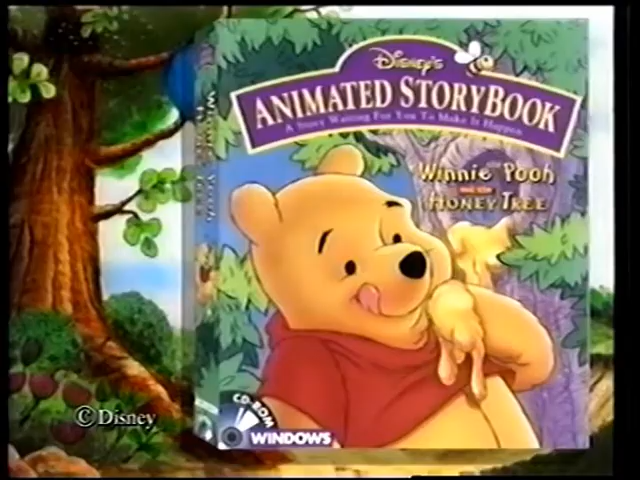 Disney's
ANIMATED STORYBOOK
A Story Waiting For You To Make It Happen
Winnie the Pooh
and the
HONEY TREE
CD-ROM
WINDOWS
© Disney